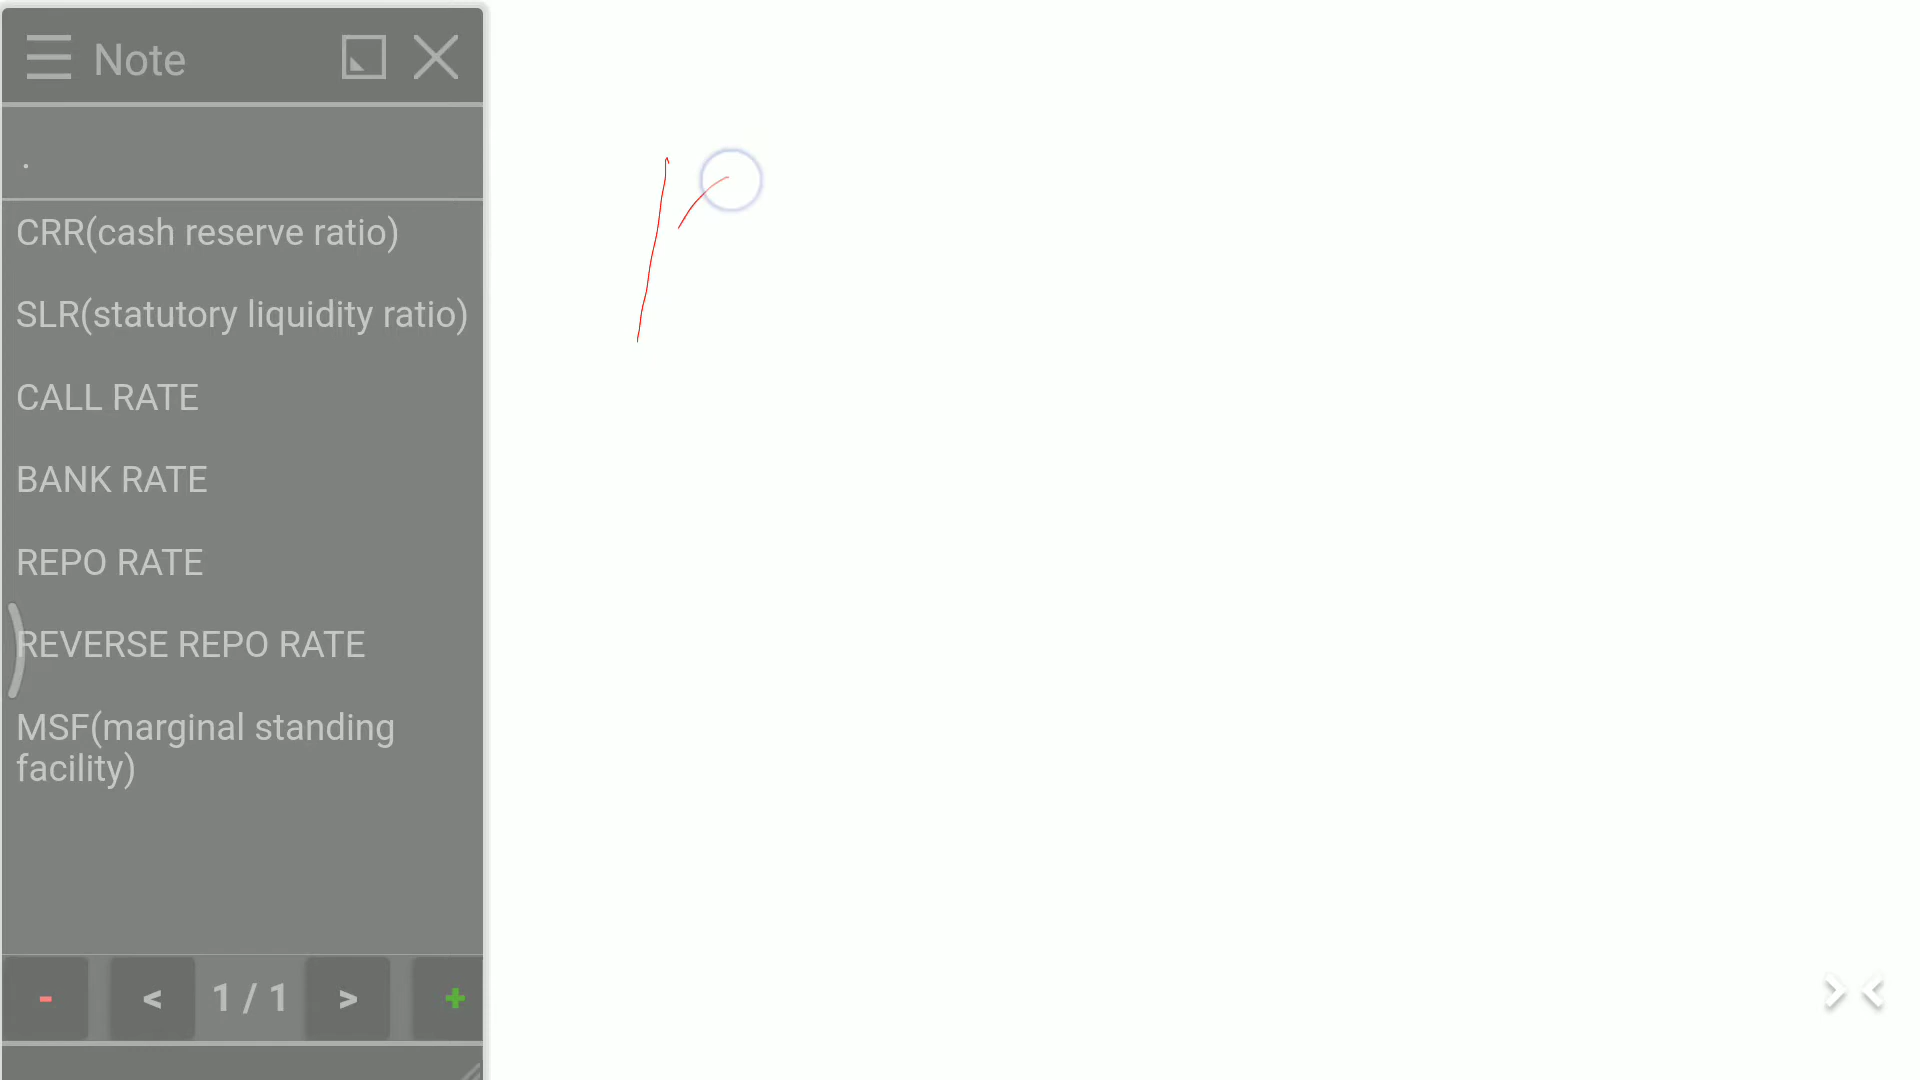 Note
.
CRR(cash reserve ratio)
SLR(statutory liquidity ratio)
CALL RATE
BANK RATE
REPO RATE
REVERSE REPO RATE
MSF(marginal standing
facility)
- < 1 / 1 > +